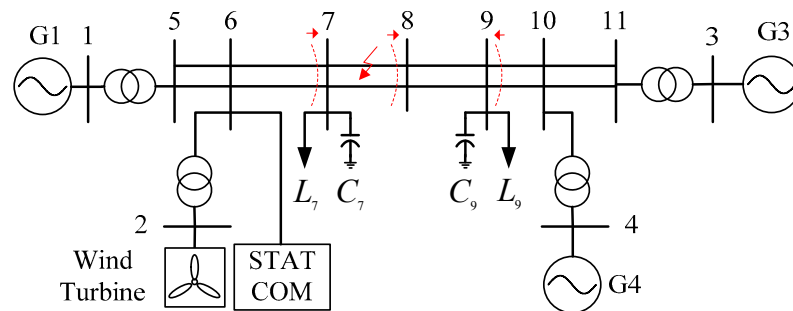 G1
1
5
6
7
8
9
10
11
3
G3
L7
C7
C9
L9
2
4
Wind
Turbine
STAT
COM
G4